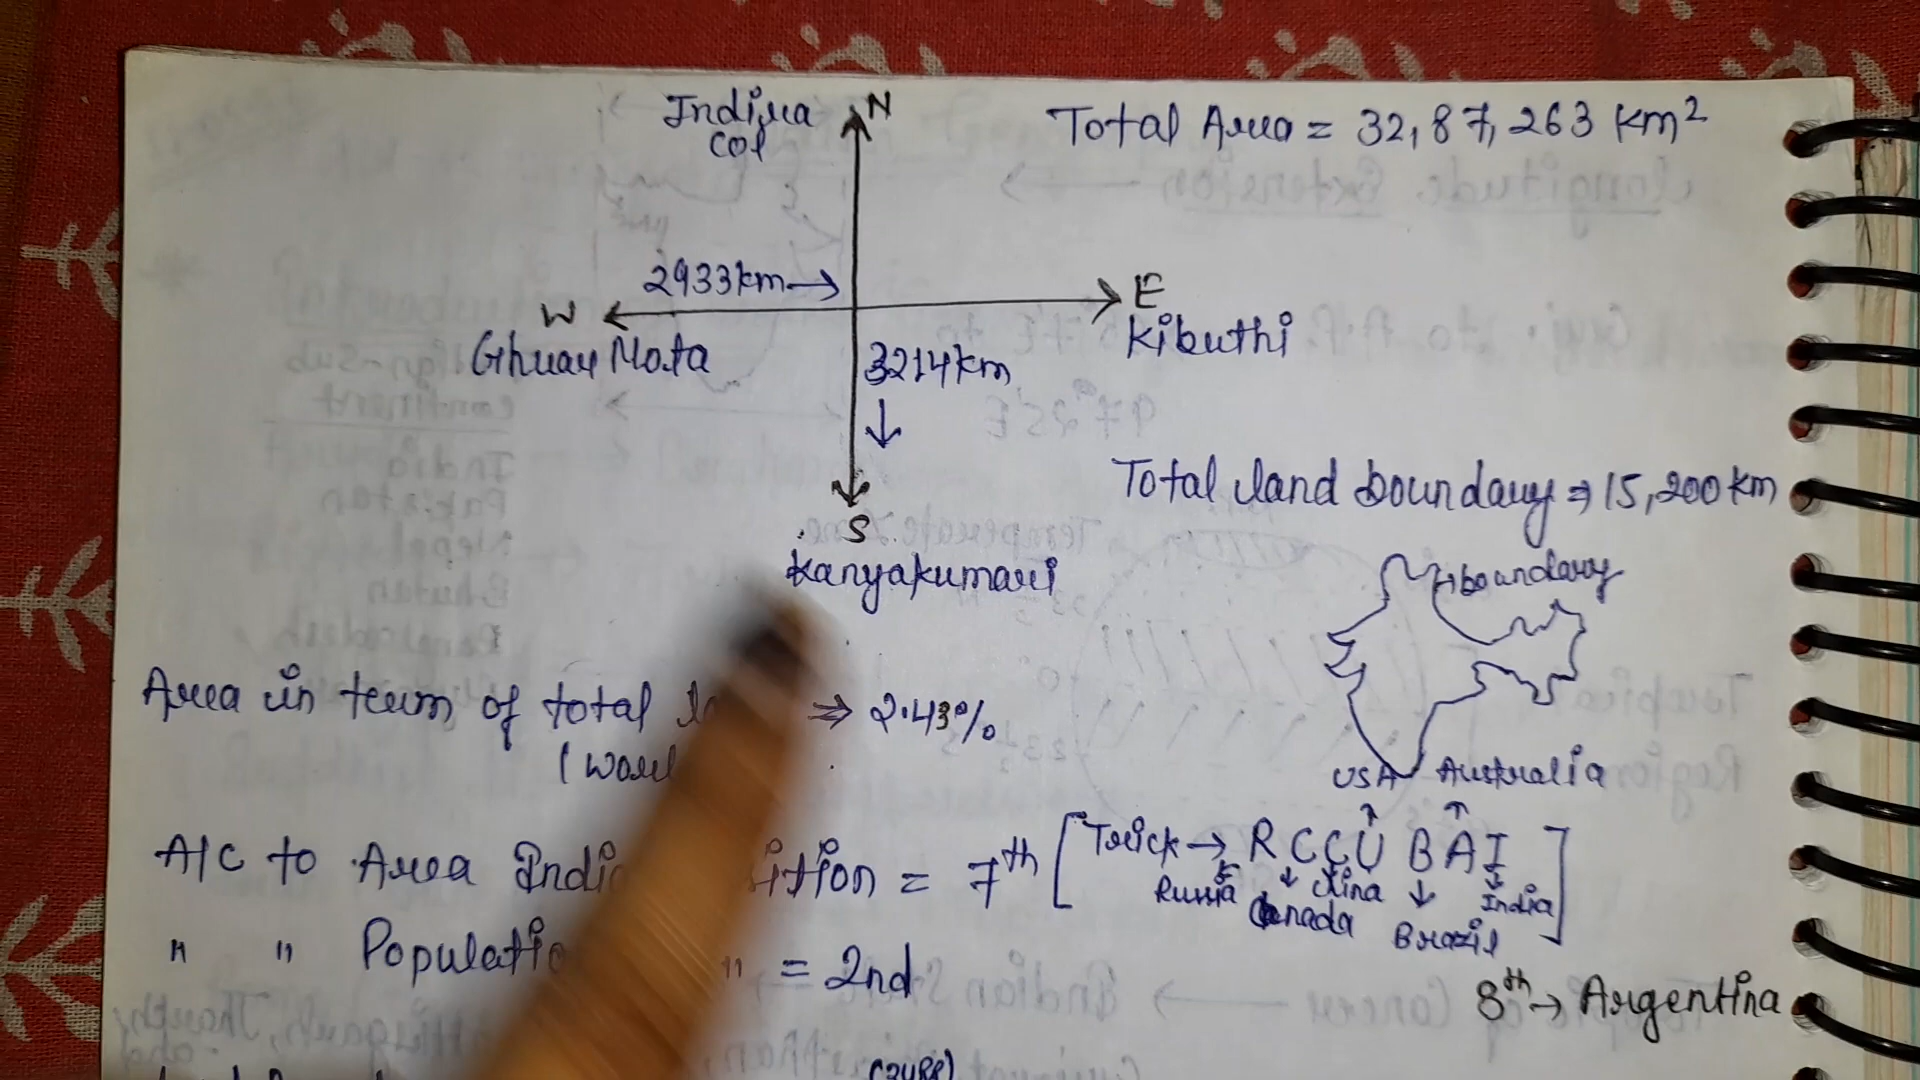 Indira
Col
N
Total Area = 32,87,263 km²
2933km→
W
E
Ghuar Mota
Kibuthi
3214km
↓
Total land boundary ⇒ 15,200 km
S
Kanyakumari
boundary
Area in term of total ⇒ 2.43%
USA Australia
A/C to Area = 7th [Trick → R C C U B A I]
Russia Canada China Brazil India
" " " = 2nd
8th → Argentina